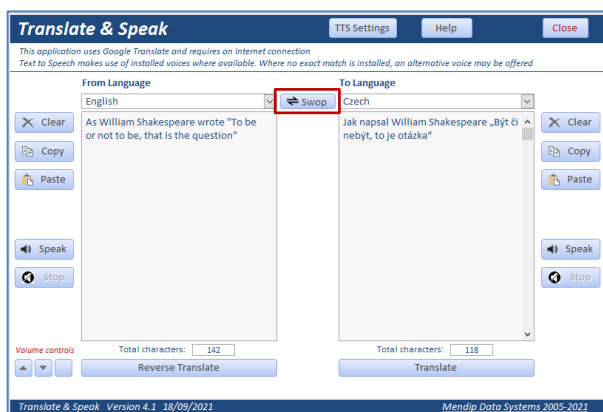 Translate & Speak
TTS Settings
Help
Close
This application uses Google Translate and requires an Internet connection
Text to Speech makes use of installed voices where available. Where no exact match is installed, an alternative voice may be offered
From Language
To Language
English
Swop
Czech
Clear
As William Shakespeare wrote "To be
or not to be, that is the question"
Jak napsal William Shakespeare „Být či
nebýt, to je otázka“
Clear
Copy
Copy
Paste
Paste
Speak
Speak
Stop
Stop
Volume controls
Total characters: 142
Total characters: 118
Reverse Translate
Translate
Translate & Speak Version 4.1 18/09/2021
Mendip Data Systems 2005-2021